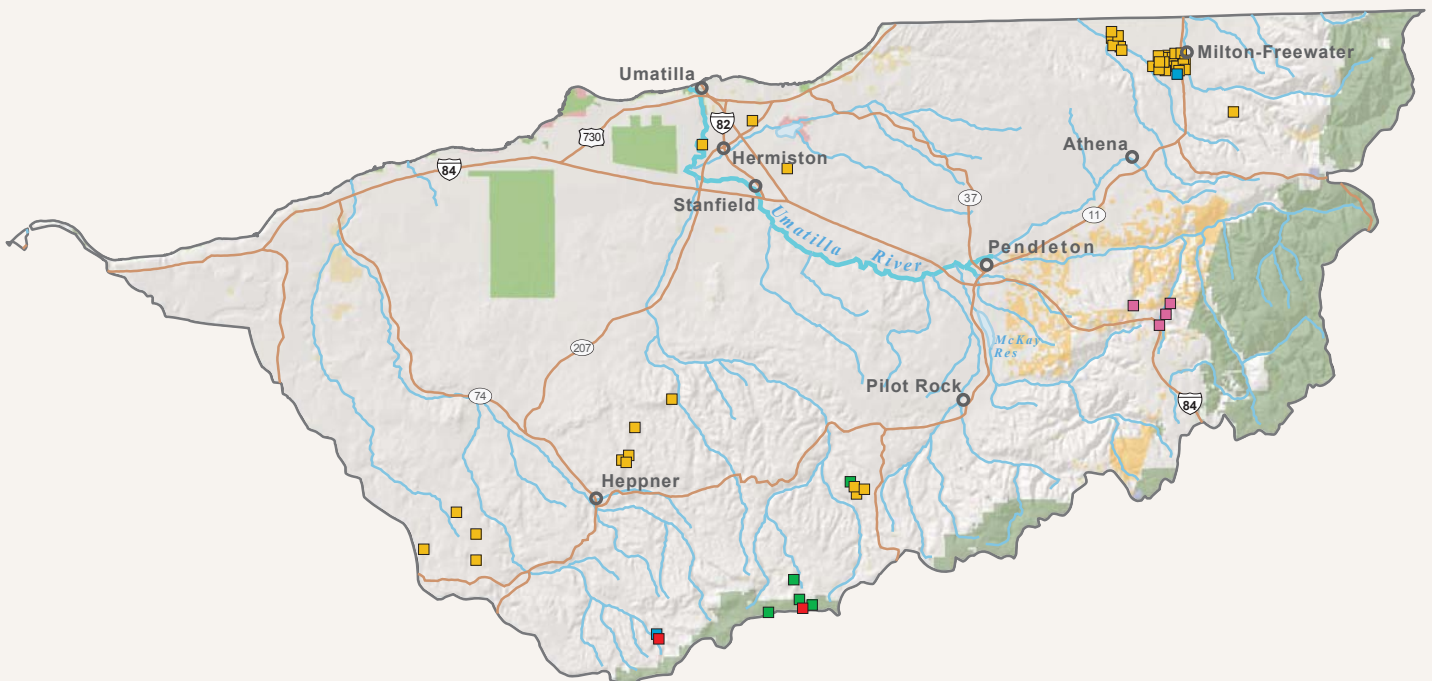 Milton-Freewater
Umatilla
82
730
Hermiston
Athena
84
37
Stanfield
11
Umatilla River
Pendleton
McKay
Res
207
Pilot Rock
74
84
Heppner